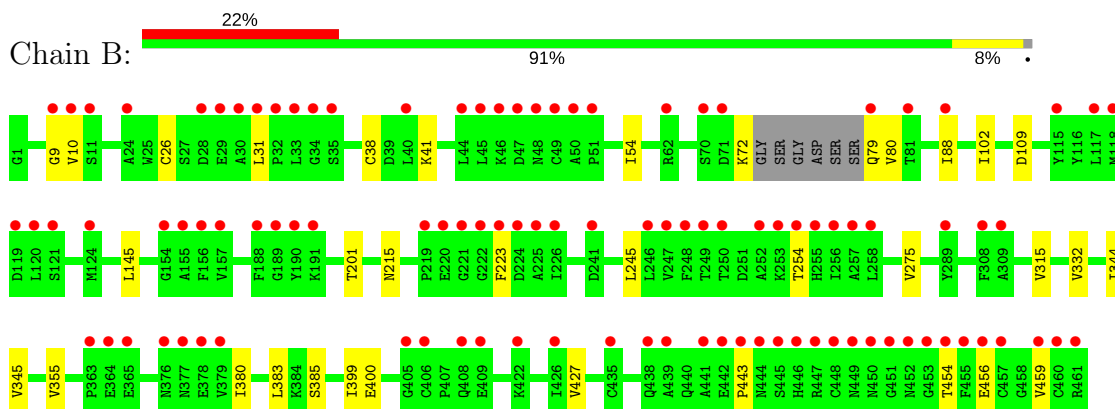 22%
Chain B:
91% 8% •
G1 G9 V10 S11 A24 W25 C26 S27 D28 E29 A30 L31 P32 L33 G34 S35 C38 D39 L40 K41 L44 L45 K46 D47 N48 C49 A50 P51 I54 R62 S70 D71 K72 GLY SER GLY ASP SER SER Q79 V80 T81 I88 I102 D109 Y115 Y116 L117 M118
D119 L120 S121 M124 L145 G154 A155 F156 V157 F188 G189 Y190 K191 T201 N215 P219 E220 G221 G222 F223 D224 A225 I226 D241 L245 L246 V247 F248 T249 T250 D251 A252 K253 T254 H255 I256 A257 L258 V275 Y289 F308 A309 V315 V332 I344
V345 V355 P363 E364 E365 N376 N377 E378 V379 I380 L383 K384 S385 I399 E400 G405 C406 P407 Q408 E409 K422 I426 V427 C435 Q438 A439 Q440 A441 E442 P443 N444 S445 H446 R447 C448 N449 N450 G451 N452 G453 T454 F455 E456 C457 G458 V459 C460 R461